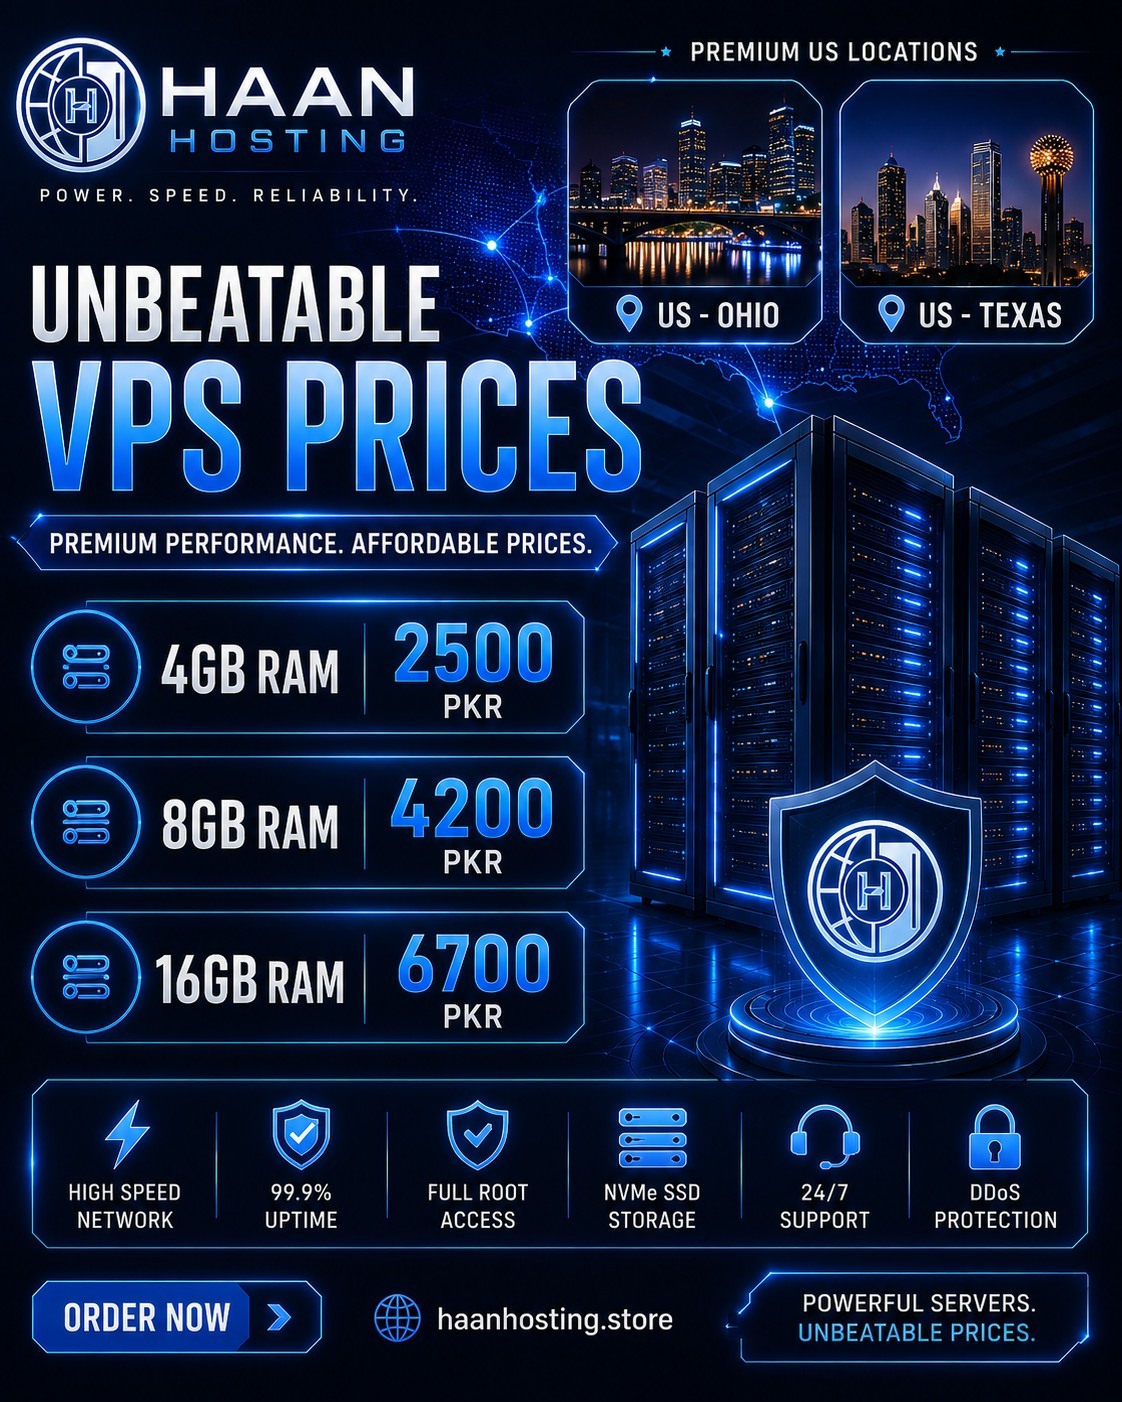 HAAN
HOSTING
POWER. SPEED. RELIABILITY.
PREMIUM US LOCATIONS
US - OHIO
US - TEXAS
UNBEATABLE
VPS PRICES
PREMIUM PERFORMANCE. AFFORDABLE PRICES.
4GB RAM
2500
PKR
8GB RAM
4200
PKR
16GB RAM
6700
PKR
H
HIGH SPEED
NETWORK
99.9%
UPTIME
FULL ROOT
ACCESS
NVMe SSD
STORAGE
24/7
SUPPORT
DDoS
PROTECTION
ORDER NOW
haanhosting.store
POWERFUL SERVERS.
UNBEATABLE PRICES.